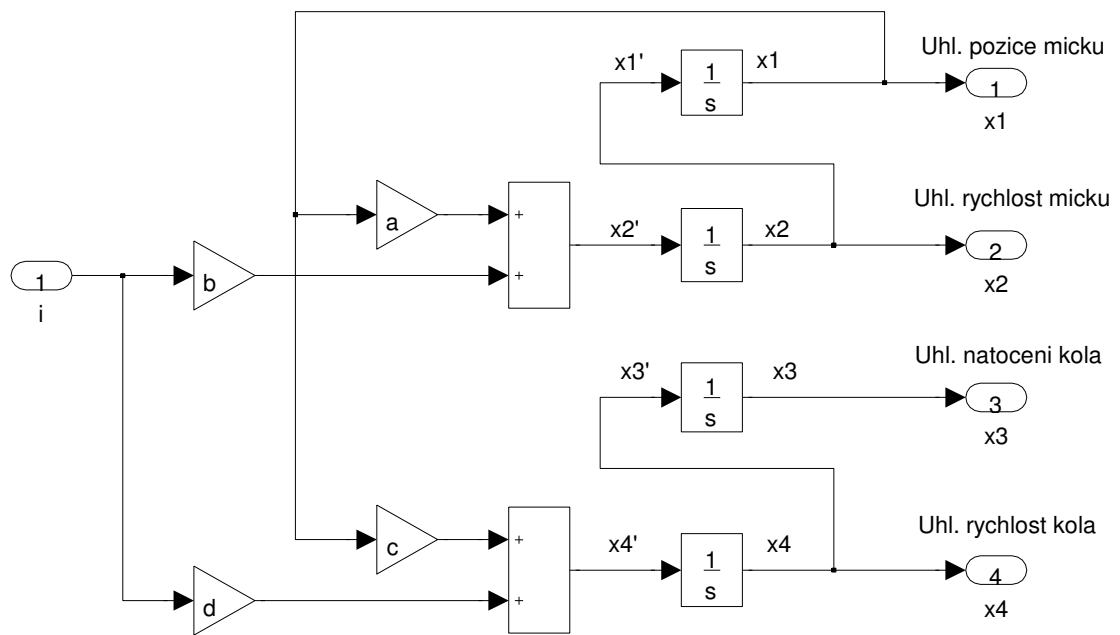 Uhl. pozice micku
x1'
1
s
x1
1
x1
Uhl. rychlost micku
a
+
x2'
1
s
x2
2
x2
1
i
b
+
Uhl. natoceni kola
x3'
1
s
x3
3
x3
Uhl. rychlost kola
c
+
x4'
1
s
x4
4
x4
d
+